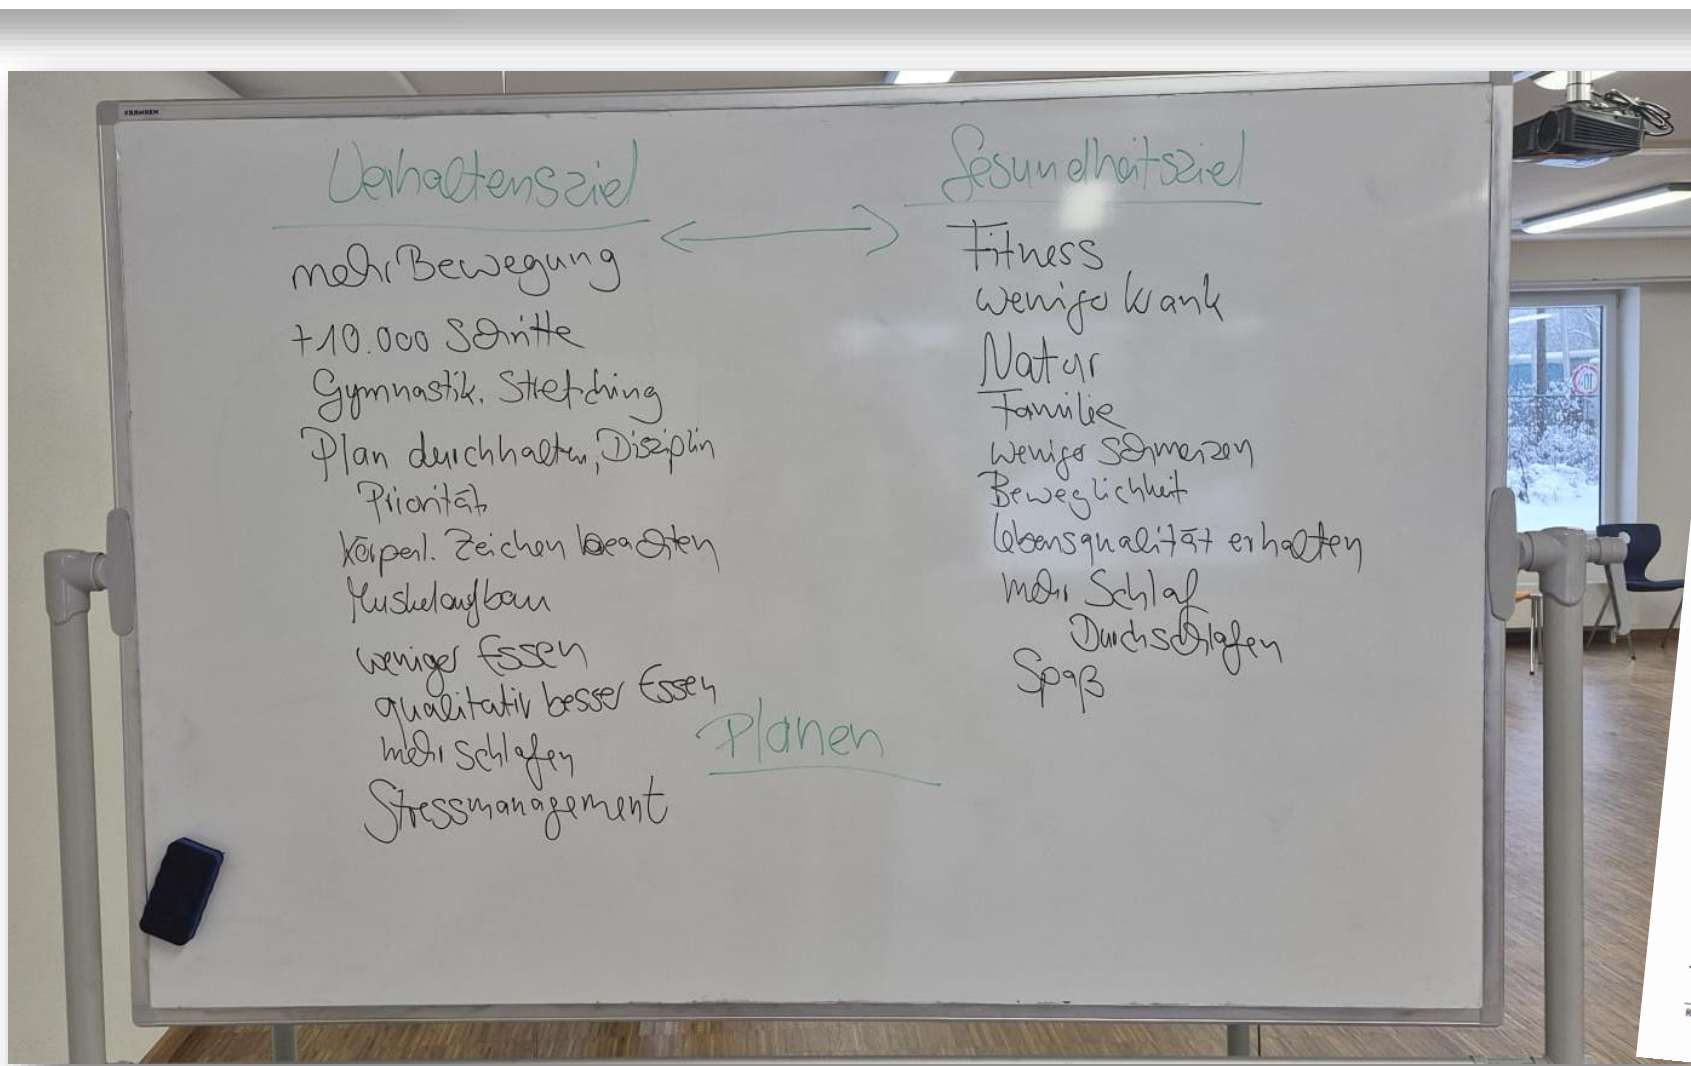 FRANKEN
Verhaltensziel
mehr Bewegung
+10.000 Schritte
Gymnastik. Stretching
Plan durchhalten, Disziplin
Priorität
Körperl. Zeichen beachten
Muskelaufbau
weniger Essen
qualitativ besser Essen
mehr Schlafen
Stressmanagement
Gesundheitsziel
Fitness
weniger krank
Natur
Familie
weniger Schmerzen
Beweglichkeit
Lebensqualität erhalten
mehr Schlaf
Durchschlafen
Spaß
Planen